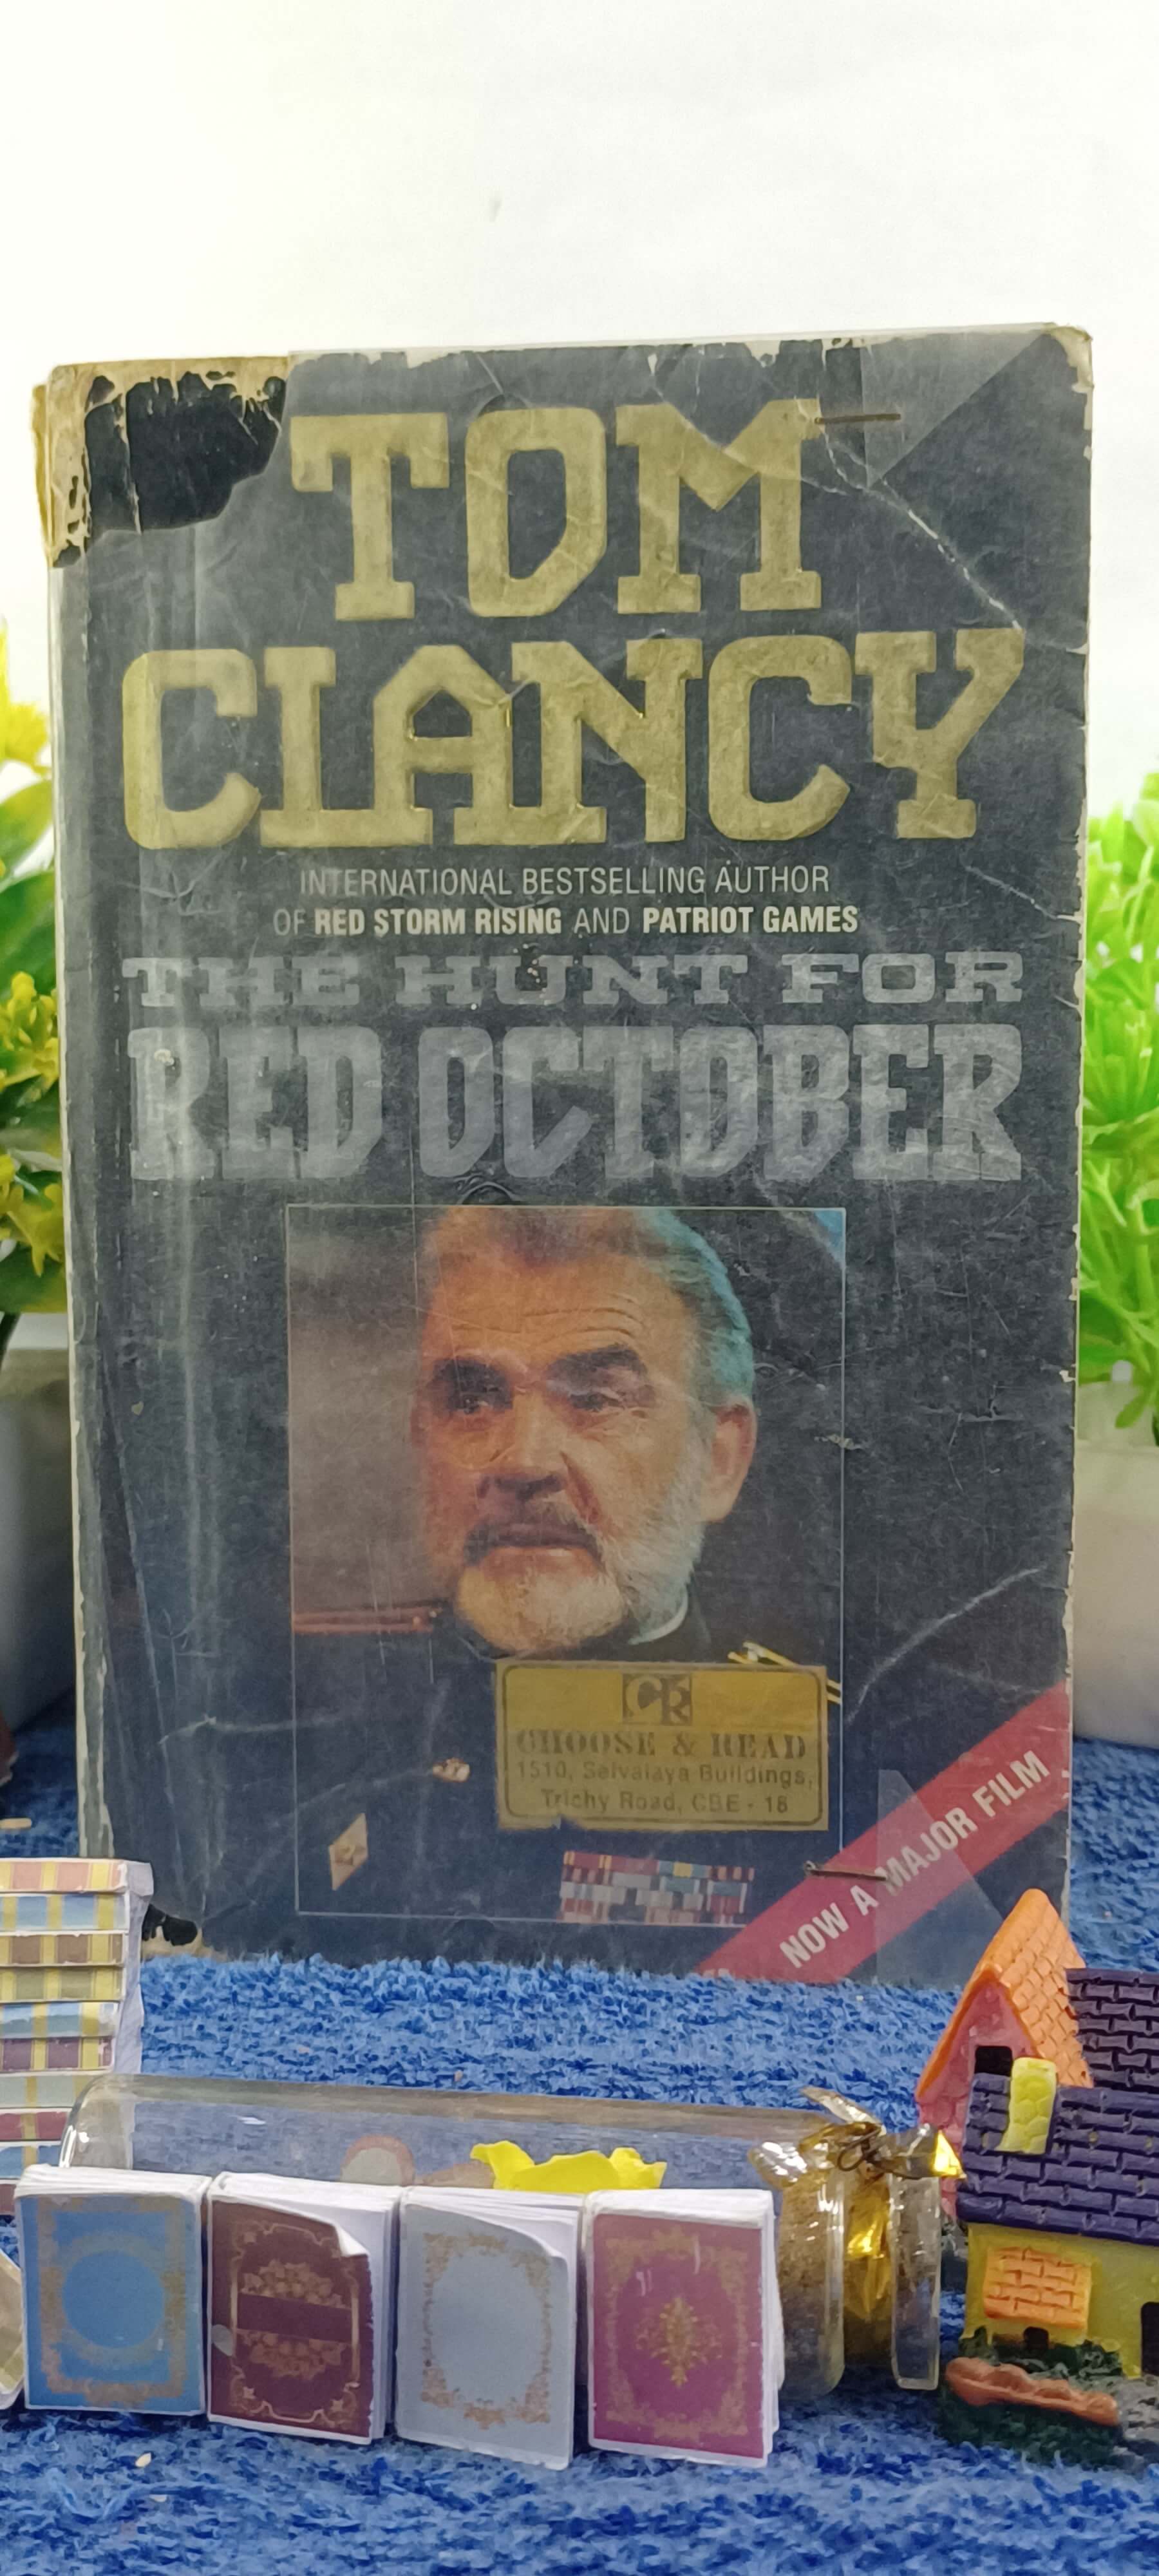 TOM
CLANCY
INTERNATIONAL BESTSELLING AUTHOR
OF RED STORM RISING AND PATRIOT GAMES
THE HUNT FOR
RED OCTOBER
CR
CHOOSE & READ
1510, Selvalaya Buildings,
Trichy Road, CBE - 18
NOW A MAJOR FILM